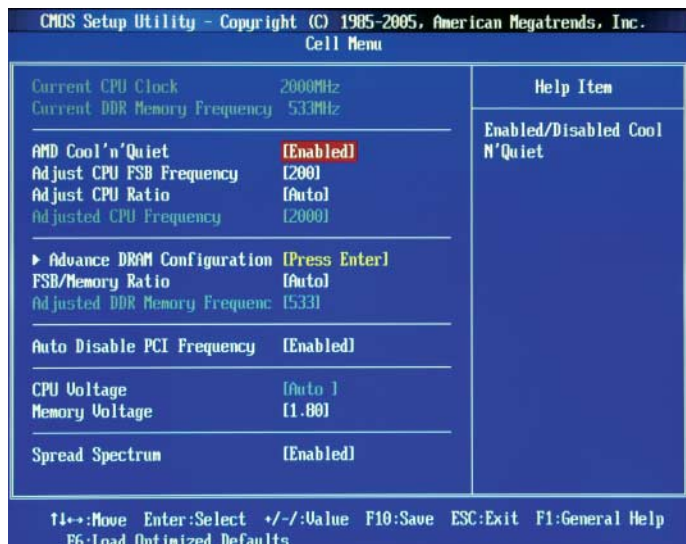 CMOS Setup Utility - Copyright (C) 1985-2005, American Megatrends, Inc.
Cell Menu
Current CPU Clock 2000MHz
Current DDR Memory Frequency 533MHz
AMD Cool'n'Quiet [Enabled]
Adjust CPU FSB Frequency [200]
Adjust CPU Ratio [Auto]
Adjusted CPU Frequency [2000]
▶ Advance DRAM Configuration [Press Enter]
FSB/Memory Ratio [Auto]
Adjusted DDR Memory Frequenc [533]
Auto Disable PCI Frequency [Enabled]
CPU Voltage [Auto ]
Memory Voltage [1.80]
Spread Spectrum [Enabled]
Help Item
Enabled/Disabled Cool
N'Quiet
↑↓←→:Move Enter:Select +/-/:Value F10:Save ESC:Exit F1:General Help
F6:Load Optimized Defaults